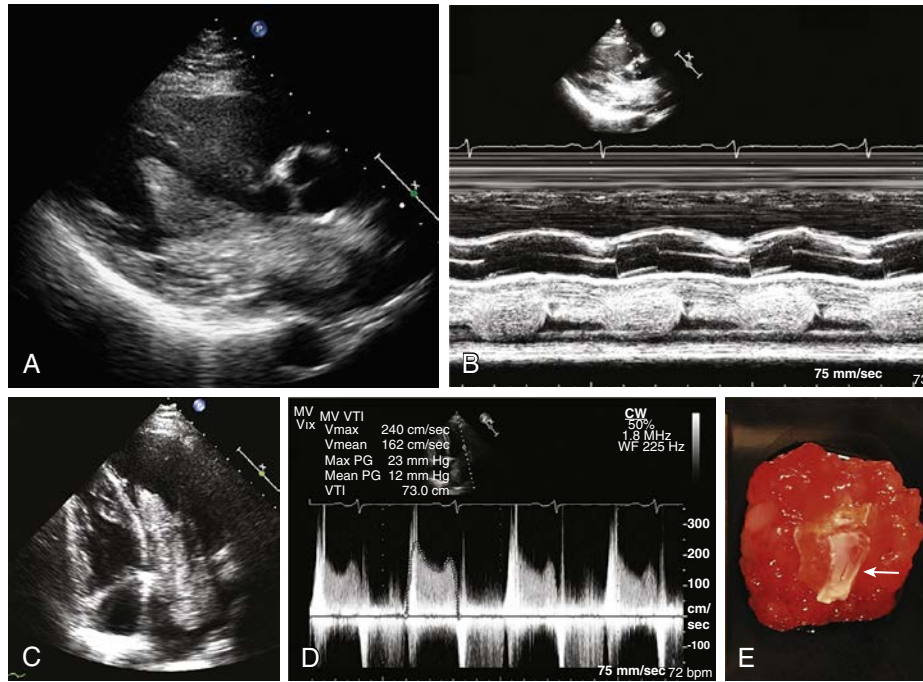 P
A
P
B
75 mm/sec
P
C
MV
MV VTI
Vmax 240 cm/sec
Vmean 162 cm/sec
Max PG 23 mm Hg
Mean PG 12 mm Hg
VTI 73.0 cm
CW
50%
1.8 MHz
WF 225 Hz
-300
-200
-100
cm/
sec
-100
D
75 mm/sec 72 bpm
E